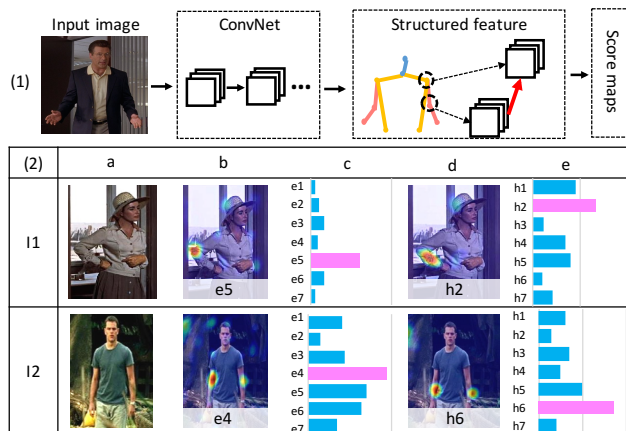 Input image
ConvNet
Structured feature
(1)
Score maps
(2)
a
b
c
d
e
I1
e5
e1
e2
e3
e4
e5
e6
e7
h2
h1
h2
h3
h4
h5
h6
h7
I2
e4
e1
e2
e3
e4
e5
e6
e7
h6
h1
h2
h3
h4
h5
h6
h7